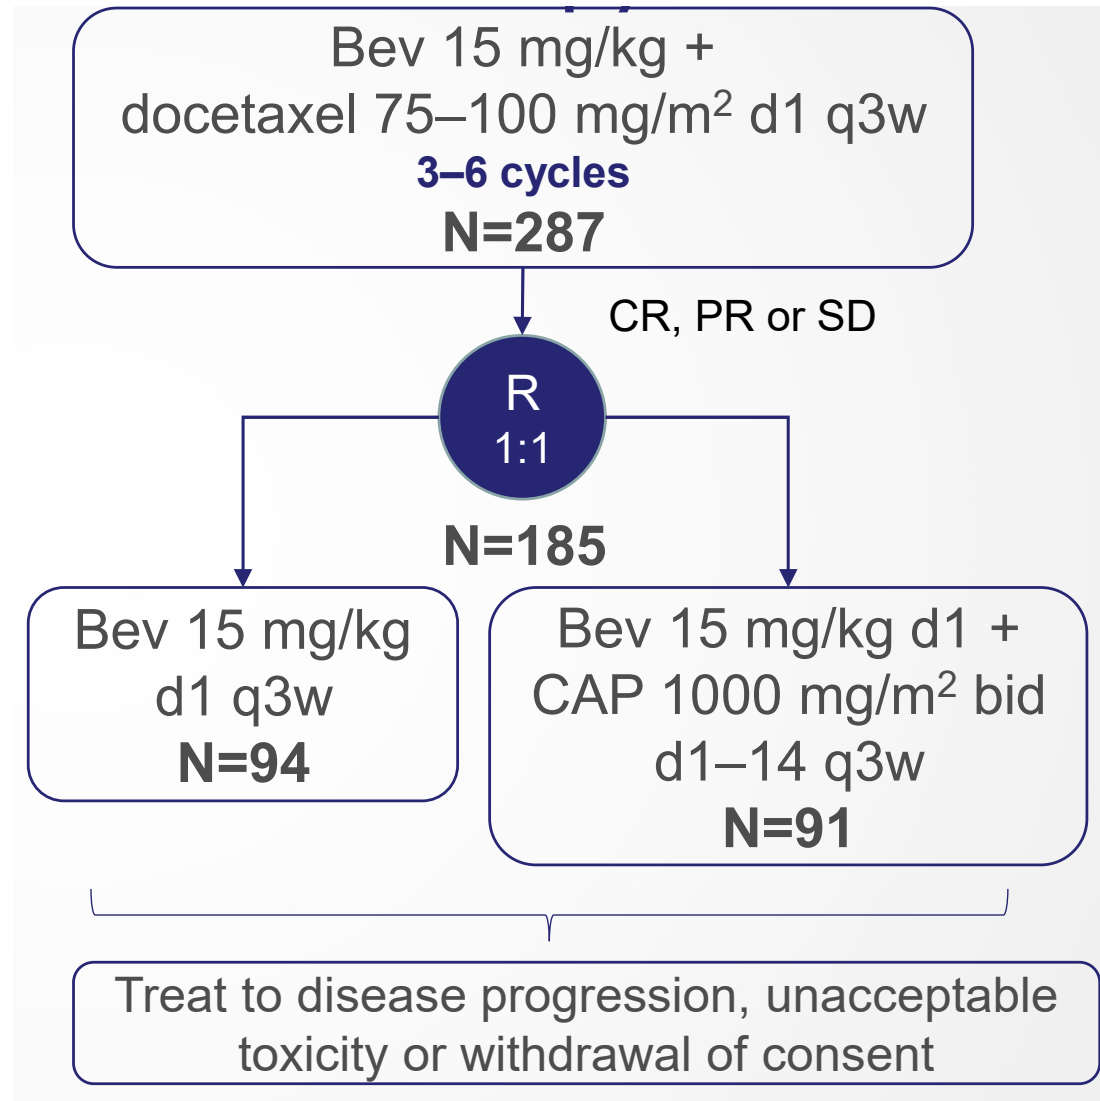 Bev 15 mg/kg +
docetaxel 75–100 mg/m² d1 q3w
3–6 cycles
N=287
CR, PR or SD
R
1:1
N=185
Bev 15 mg/kg
d1 q3w
N=94
Bev 15 mg/kg d1 +
CAP 1000 mg/m² bid
d1–14 q3w
N=91
Treat to disease progression, unacceptable
toxicity or withdrawal of consent